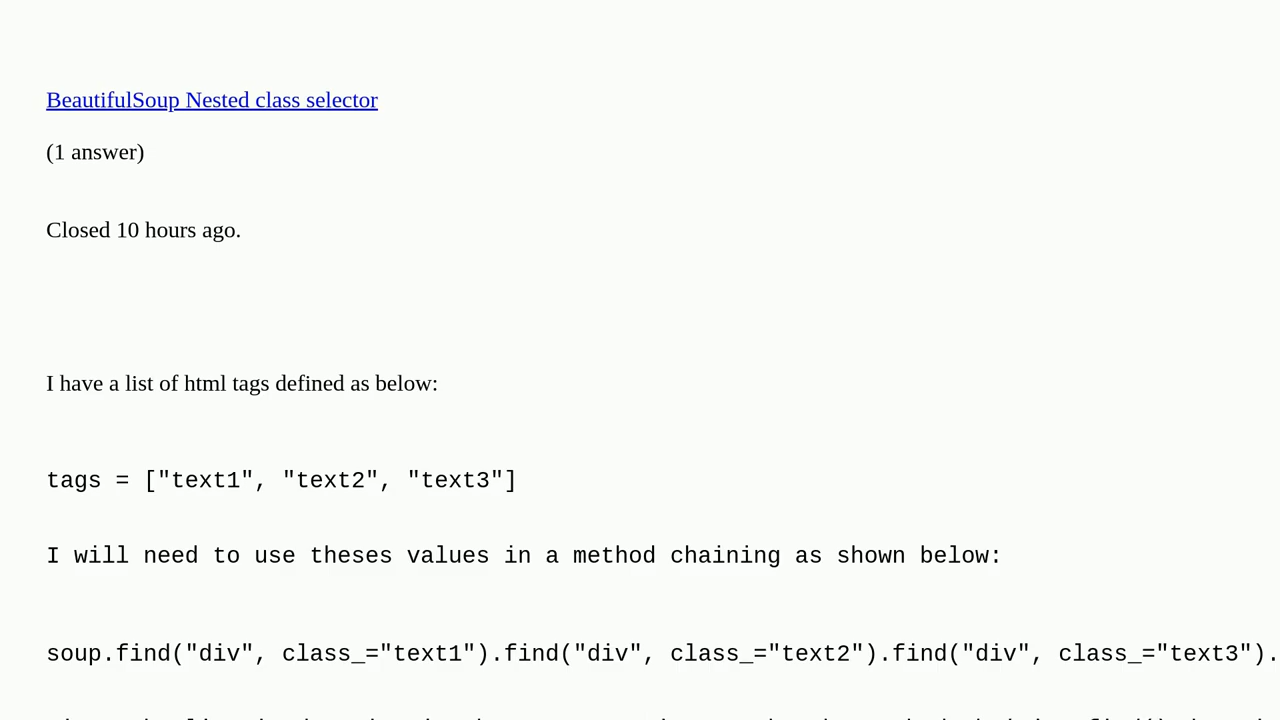 BeautifulSoup Nested class selector
(1 answer)
Closed 10 hours ago.
I have a list of html tags defined as below:
tags = ["text1", "text2", "text3"]
I will need to use theses values in a method chaining as shown below:
soup.find("div", class_="text1").find("div", class_="text2").find("div", class_="text3").